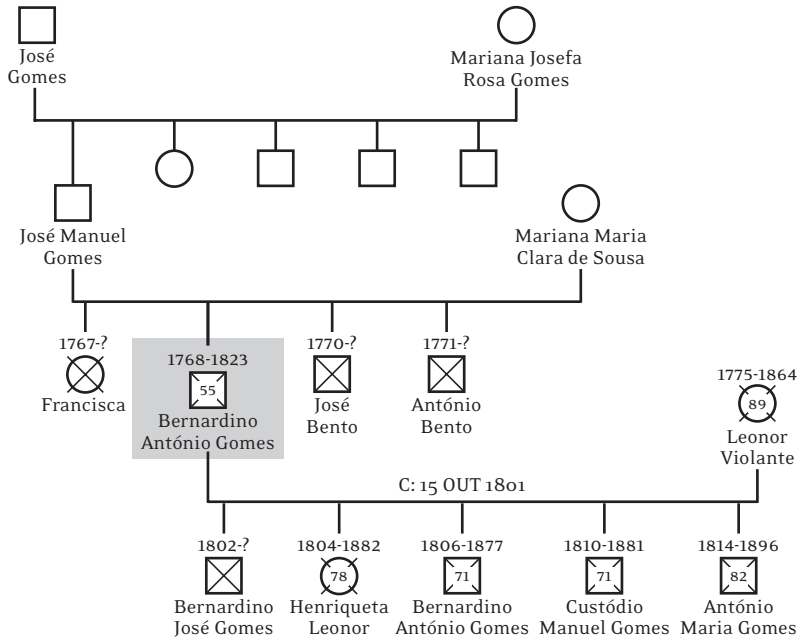 José
Gomes
Mariana Josefa
Rosa Gomes
José Manuel
Gomes
Mariana Maria
Clara de Sousa
1767-?
Francisca
1768-1823
55
Bernardino
António Gomes
1770-?
José
Bento
1771-?
António
Bento
1775-1864
89
Leonor
Violante
C: 15 OUT 1801
1802-?
Bernardino
José Gomes
1804-1882
78
Henriqueta
Leonor
1806-1877
71
Bernardino
António Gomes
1810-1881
71
Custódio
Manuel Gomes
1814-1896
82
António
Maria Gomes